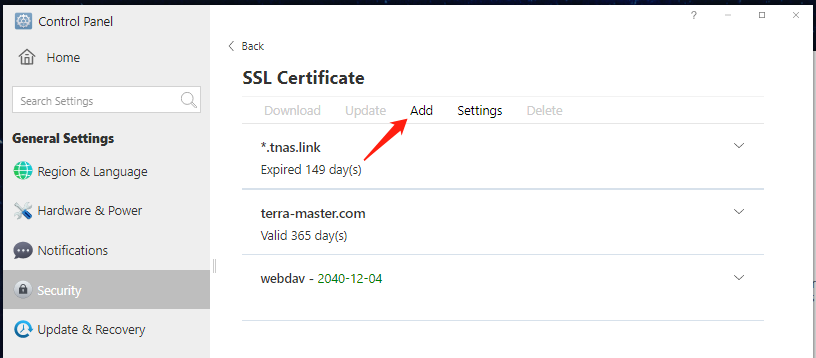 Control Panel
Home
Search Settings
General Settings
Region & Language
Hardware & Power
Notifications
Security
Update & Recovery
Back
SSL Certificate
Download Update Add Settings Delete
*.tnas.link
Expired 149 day(s)
terra-master.com
Valid 365 day(s)
webdav - 2040-12-04